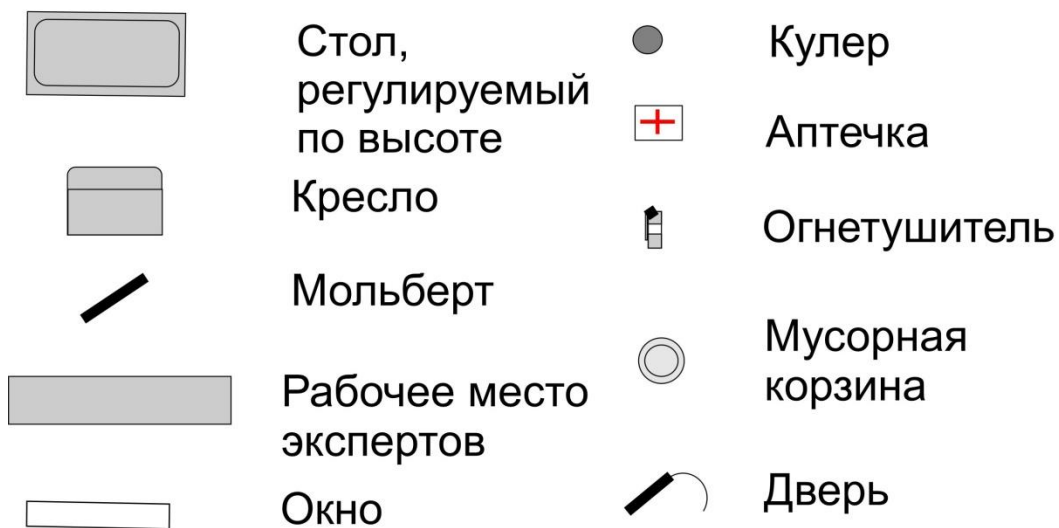 Стол,
регулируемый
по высоте
Кресло
Мольберт
Рабочее место
экспертов
Окно
Кулер
Аптечка
Огнетушитель
Мусорная
корзина
Дверь